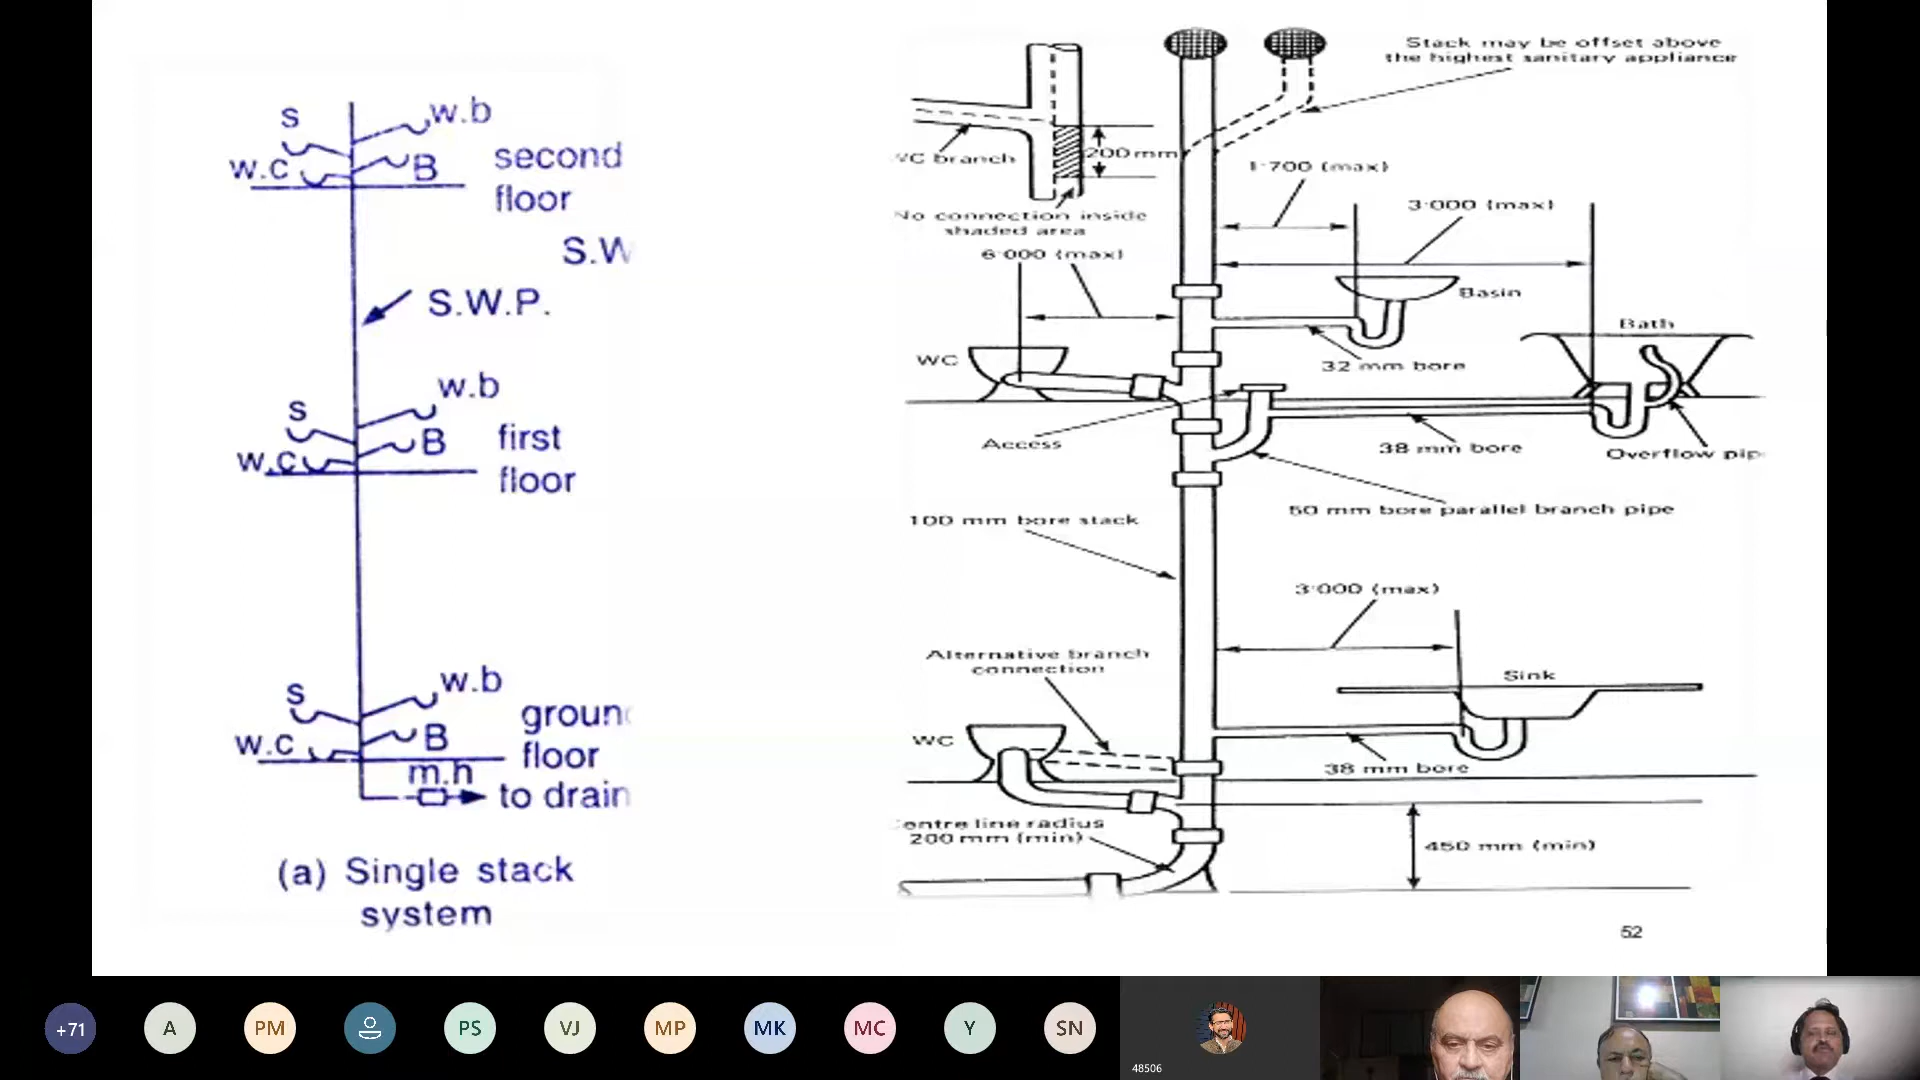 s
w.b
w.c
B
second
floor
S.W
S.W.P.
w.b
s
B
first
w.c
floor
w.b
s
groun
B
w.c
floor
m.h
to drain
(a) Single stack
system
Stack may be offset above
the highest sanitary appliance
WC branch
200mm
1·700 (max)
3·000 (max)
No connection inside
shaded area
6·000 (max)
Basin
Bath
WC
32 mm bore
Access
38 mm bore
Overflow pip
50 mm bore parallel branch pipe
100 mm bore stack
3·000 (max)
Alternative branch
connection
Sink
WC
38 mm bore
Centre line radius
200 mm (min)
450 mm (min)
52
+71
A
PM
PS
VJ
MP
MK
MC
Y
SN
48506